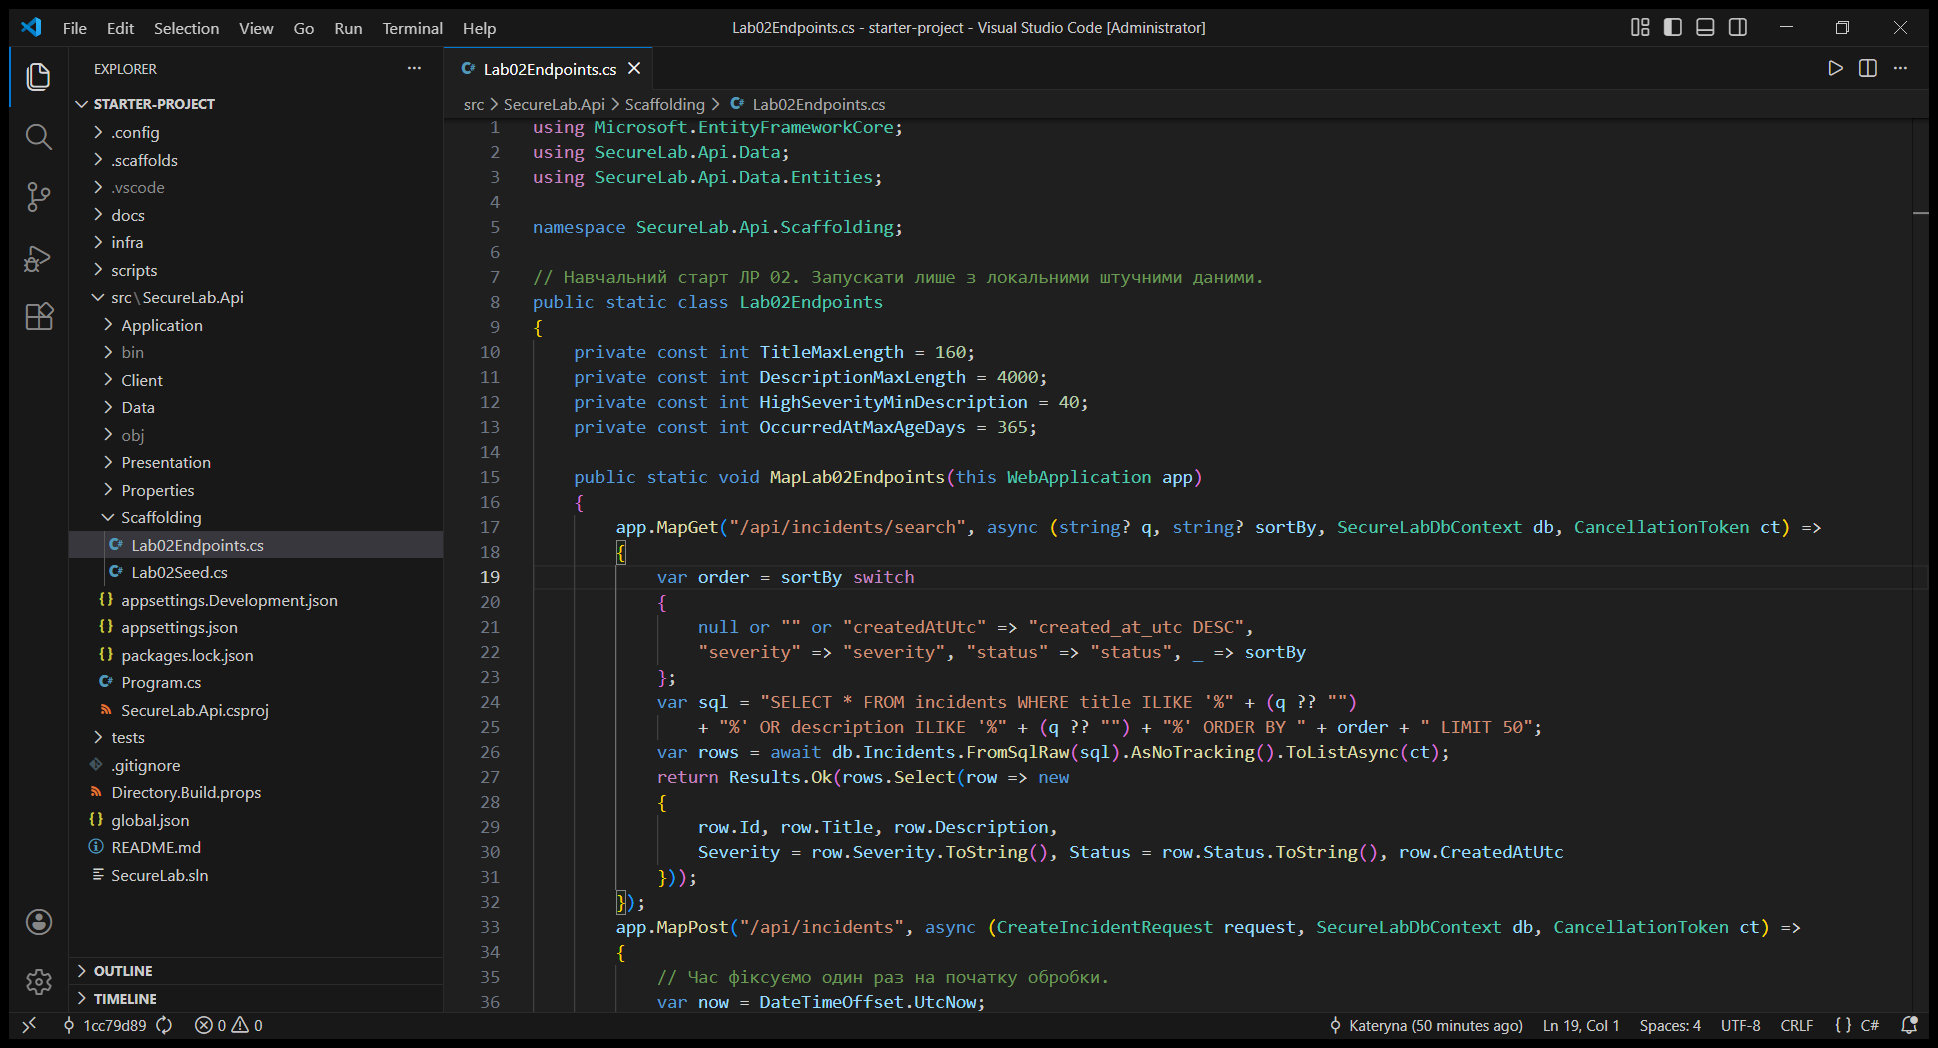 File Edit Selection View Go Run Terminal Help
Lab02Endpoints.cs - starter-project - Visual Studio Code [Administrator]
EXPLORER
STARTER-PROJECT
.config
.scaffolds
.vscode
docs
infra
scripts
src\SecureLab.Api
Application
bin
Client
Data
obj
Presentation
Properties
Scaffolding
Lab02Endpoints.cs
Lab02Seed.cs
appsettings.Development.json
appsettings.json
packages.lock.json
Program.cs
SecureLab.Api.csproj
tests
.gitignore
Directory.Build.props
global.json
README.md
SecureLab.sln
OUTLINE
TIMELINE
Lab02Endpoints.cs
src > SecureLab.Api > Scaffolding > Lab02Endpoints.cs
1 using Microsoft.EntityFrameworkCore;
2 using SecureLab.Api.Data;
3 using SecureLab.Api.Data.Entities;
4
5 namespace SecureLab.Api.Scaffolding;
6
7 // Навчальний старт ЛР 02. Запускати лише з локальними штучними даними.
8 public static class Lab02Endpoints
9 {
10 private const int TitleMaxLength = 160;
11 private const int DescriptionMaxLength = 4000;
12 private const int HighSeverityMinDescription = 40;
13 private const int OccurredAtMaxAgeDays = 365;
14
15 public static void MapLab02Endpoints(this WebApplication app)
16 {
17 app.MapGet("/api/incidents/search", async (string? q, string? sortBy, SecureLabDbContext db, CancellationToken ct) =>
18 {
19 var order = sortBy switch
20 {
21 null or "" or "createdAtUtc" => "created_at_utc DESC",
22 "severity" => "severity", "status" => "status", _ => sortBy
23 };
24 var sql = "SELECT * FROM incidents WHERE title ILIKE '%" + (q ?? "")
25 + "%' OR description ILIKE '%" + (q ?? "") + "%' ORDER BY " + order + " LIMIT 50";
26 var rows = await db.Incidents.FromSqlRaw(sql).AsNoTracking().ToListAsync(ct);
27 return Results.Ok(rows.Select(row => new
28 {
29 row.Id, row.Title, row.Description,
30 Severity = row.Severity.ToString(), Status = row.Status.ToString(), row.CreatedAtUtc
31 }));
32 });
33 app.MapPost("/api/incidents", async (CreateIncidentRequest request, SecureLabDbContext db, CancellationToken ct) =>
34 {
35 // Час фіксуємо один раз на початку обробки.
36 var now = DateTimeOffset.UtcNow;
1cc79d89 0 0
Kateryna (50 minutes ago) Ln 19, Col 1 Spaces: 4 UTF-8 CRLF {} C#